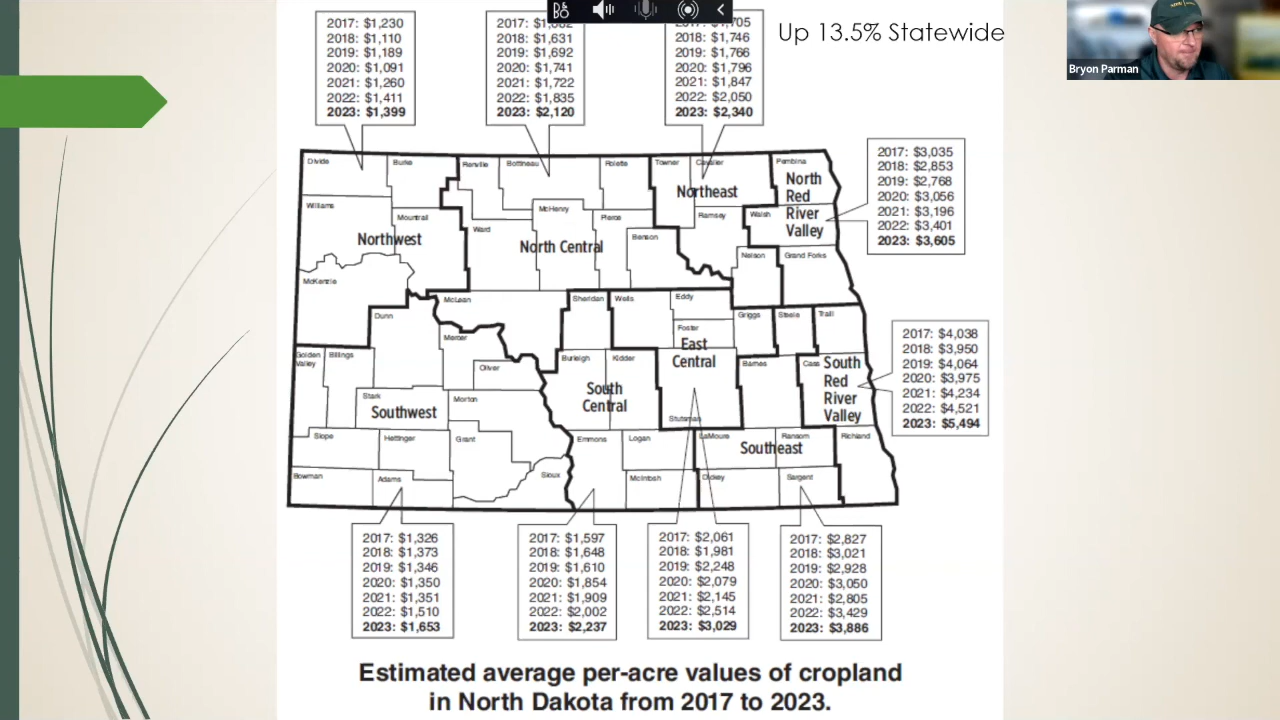 Up 13.5% Statewide
Bryon Parman
2017: $1,230
2018: $1,110
2019: $1,189
2020: $1,091
2021: $1,260
2022: $1,411
2023: $1,399
2018: $1,631
2019: $1,692
2020: $1,741
2021: $1,722
2022: $1,835
2023: $2,120
2018: $1,746
2019: $1,766
2020: $1,796
2021: $1,847
2022: $2,050
2023: $2,340
2017: $3,035
2018: $2,853
2019: $2,768
2020: $3,056
2021: $3,196
2022: $3,401
2023: $3,605
Divide
Burke
Renville
Bottineau
Rolette
Towner
Cavalier
Pembina
Northeast
North
Red
River
Valley
Williams
Mountrail
McHenry
Pierce
Ramsey
Walsh
Ward
Benson
Northwest
North Central
Nelson
Grand Forks
McKenzie
McLean
Sheridan
Wells
Eddy
Dunn
Griggs
Steele
Traill
Foster
Mercer
East
Central
Golden
Valley
Billings
Burleigh
Kidder
Barnes
Cass
South
Red
River
Valley
Oliver
South
Central
Stark
Morton
Southwest
Stutsman
2017: $4,038
2018: $3,950
2019: $4,064
2020: $3,975
2021: $4,234
2022: $4,521
2023: $5,494
Slope
Hettinger
Grant
Emmons
Logan
LaMoure
Ransom
Richland
Southeast
Bowman
Adams
Sioux
McIntosh
Dickey
Sargent
2017: $1,326
2018: $1,373
2019: $1,346
2020: $1,350
2021: $1,351
2022: $1,510
2023: $1,653
2017: $1,597
2018: $1,648
2019: $1,610
2020: $1,854
2021: $1,909
2022: $2,002
2023: $2,237
2017: $2,061
2018: $1,981
2019: $2,248
2020: $2,079
2021: $2,145
2022: $2,514
2023: $3,029
2017: $2,827
2018: $3,021
2019: $2,928
2020: $3,050
2021: $2,805
2022: $3,429
2023: $3,886
Estimated average per-acre values of cropland
in North Dakota from 2017 to 2023.